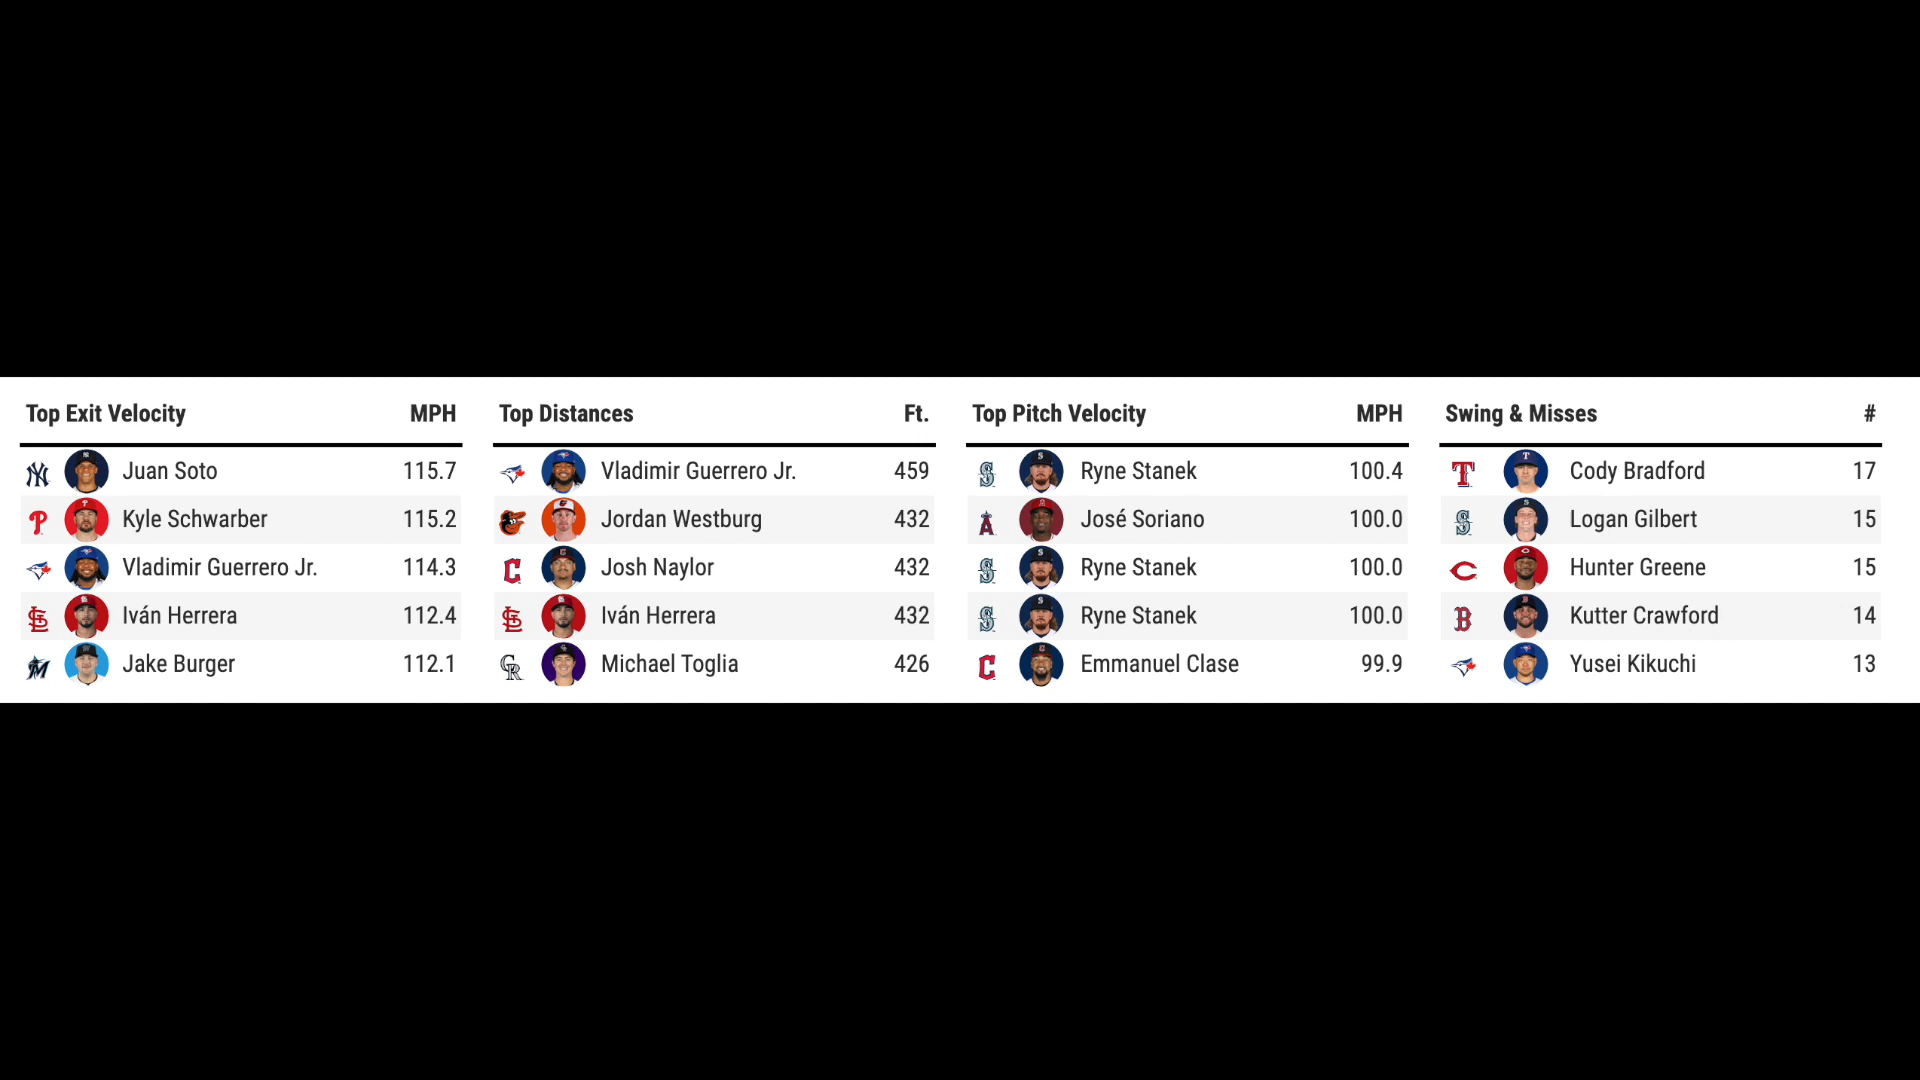 Top Exit Velocity MPH
Juan Soto 115.7
Kyle Schwarber 115.2
Vladimir Guerrero Jr. 114.3
Iván Herrera 112.4
Jake Burger 112.1
Top Distances Ft.
Vladimir Guerrero Jr. 459
Jordan Westburg 432
Josh Naylor 432
Iván Herrera 432
Michael Toglia 426
Top Pitch Velocity MPH
Ryne Stanek 100.4
José Soriano 100.0
Ryne Stanek 100.0
Ryne Stanek 100.0
Emmanuel Clase 99.9
Swing & Misses #
Cody Bradford 17
Logan Gilbert 15
Hunter Greene 15
Kutter Crawford 14
Yusei Kikuchi 13